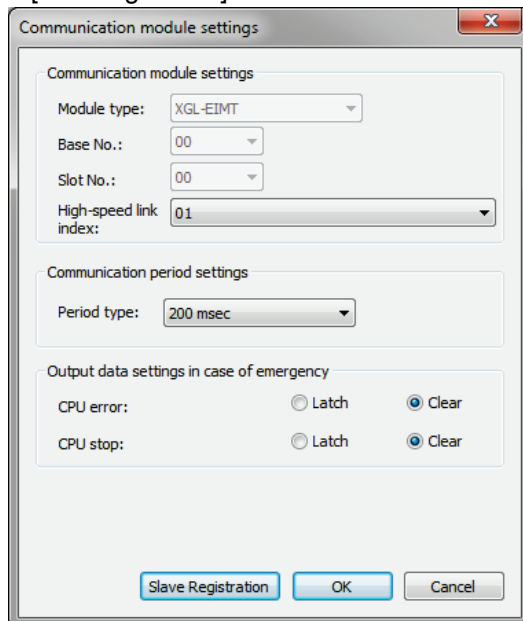 Communication module settings
Communication module settings
Module type: XGL-EIMT
Base No.: 00
Slot No.: 00
High-speed link index: 01
Communication period settings
Period type: 200 msec
Output data settings in case of emergency
CPU error: Latch Clear
CPU stop: Latch Clear
Slave Registration OK Cancel